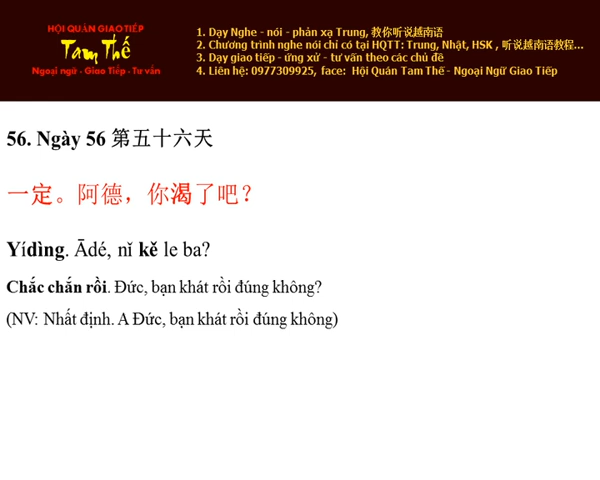 HỘI QUÁN GIAO TIẾP
Tam Thế
Ngoại ngữ - Giao Tiếp - Tư vấn
1. Dạy Nghe - nói - phản xạ Trung, 教你听说越南语
2. Chương trình nghe nói chỉ có tại HQTT: Trung, Nhật, HSK , 听说越南语教程...
3. Dạy giao tiếp - ứng xử - tư vấn theo các chủ đề
4. Liên hệ: 0977309925, face: Hội Quán Tam Thế - Ngoại Ngữ Giao Tiếp
56. Ngày 56 第五十六天
一定。阿德，你渴了吧？
Yídìng. Ādé, nǐ kě le ba?
Chắc chắn rồi. Đức, bạn khát rồi đúng không?
(NV: Nhất định. A Đức, bạn khát rồi đúng không)